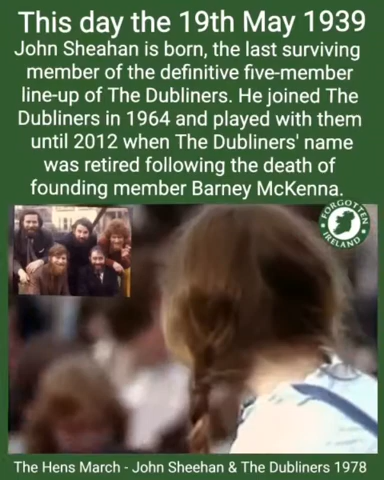 This day the 19th May 1939
John Sheahan is born, the last surviving
member of the definitive five-member
line-up of The Dubliners. He joined The
Dubliners in 1964 and played with them
until 2012 when The Dubliners' name
was retired following the death of
founding member Barney McKenna.
FORGOTTEN
IRELAND
The Hens March - John Sheehan & The Dubliners 1978